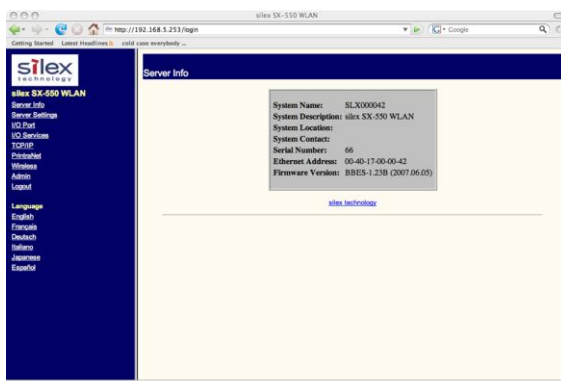 silex SX-550 WLAN
http://192.168.5.253/login
Google
Getting Started Latest Headlines cold case everybody ...
silex
technology
silex SX-550 WLAN
Server Info
Server Settings
I/O Port
I/O Services
TCP/IP
PrintraNet
Wireless
Admin
Logout
Language
English
Français
Deutsch
Italiano
Japanese
Español
Server Info
System Name: SLX000042
System Description: silex SX-550 WLAN
System Location:
System Contact:
Serial Number: 66
Ethernet Address: 00-40-17-00-00-42
Firmware Version: BBES-1.23B (2007.06.05)
silex technology